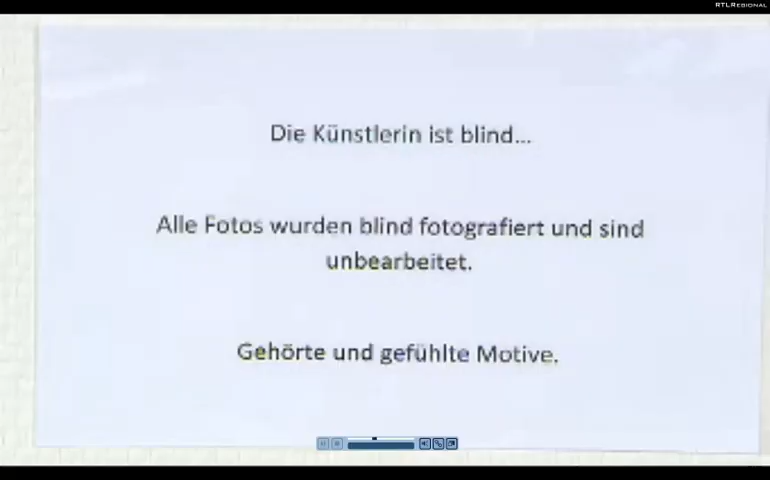 RTLREGIONAL
Die Künstlerin ist blind...
Alle Fotos wurden blind fotografiert und sind
unbearbeitet.
Gehörte und gefühlte Motive.